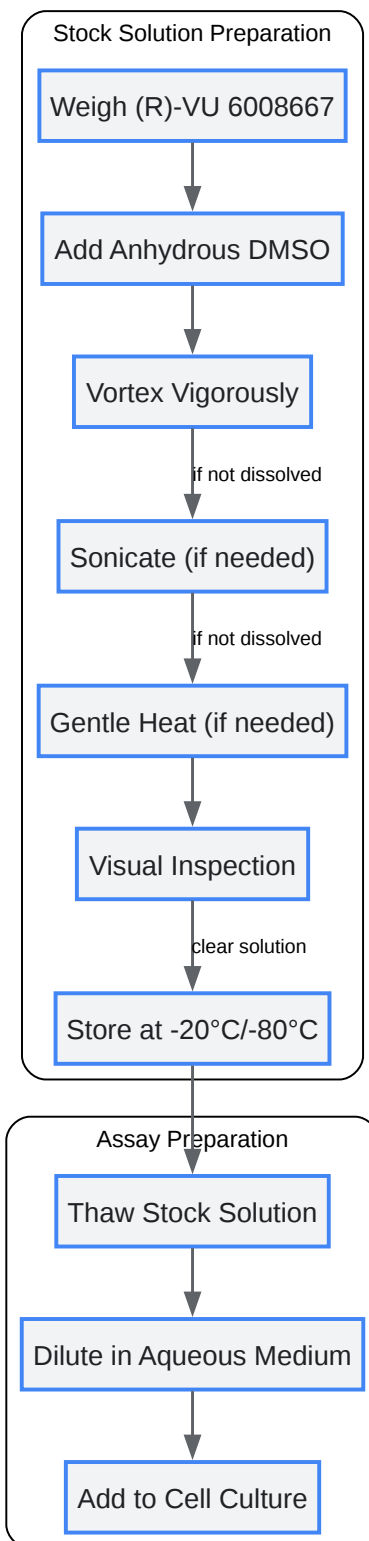 Stock Solution Preparation
Weigh (R)-VU 6008667
Add Anhydrous DMSO
Vortex Vigorously
if not dissolved
Sonicate (if needed)
if not dissolved
Gentle Heat (if needed)
Visual Inspection
clear solution
Store at -20°C/-80°C
Assay Preparation
Thaw Stock Solution
Dilute in Aqueous Medium
Add to Cell Culture